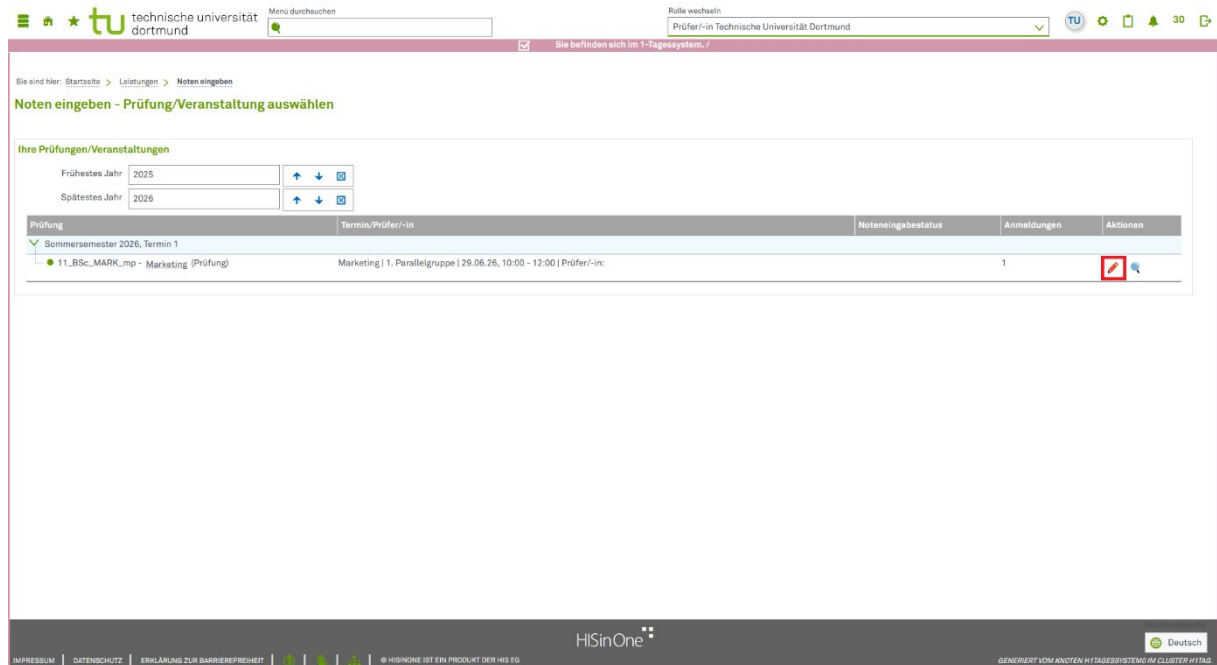 Menü durchsuchen
Rolle wechseln
technische universität
dortmund
Prüfer/-in Technische Universität Dortmund
TU
30
Sie befinden sich im 1-Tagessystem. /
Sie sind hier: Startseite > Leistungen > Noten eingeben
Noten eingeben - Prüfung/Veranstaltung auswählen
Ihre Prüfungen/Veranstaltungen
Frühestes Jahr 2025
Spätestes Jahr 2026
Prüfung Termin/Prüfer/-in Noteneingabestatus Anmeldungen Aktionen
Sommersemester 2026, Termin 1
11_BSc_MARK_mp - Marketing (Prüfung) Marketing | 1. Parallelgruppe | 29.06.26, 10:00 - 12:00 | Prüfer/-in: 1
HISinOne
Deutsch
IMPRESSUM | DATENSCHUTZ | ERKLÄRUNG ZUR BARRIEREFREIHEIT | © HISINONE IST EIN PRODUKT DER HIS EG
GENERIERT VOM KNOTEN H1TAGESSYSTEM0 IM CLUSTER H1TAG.